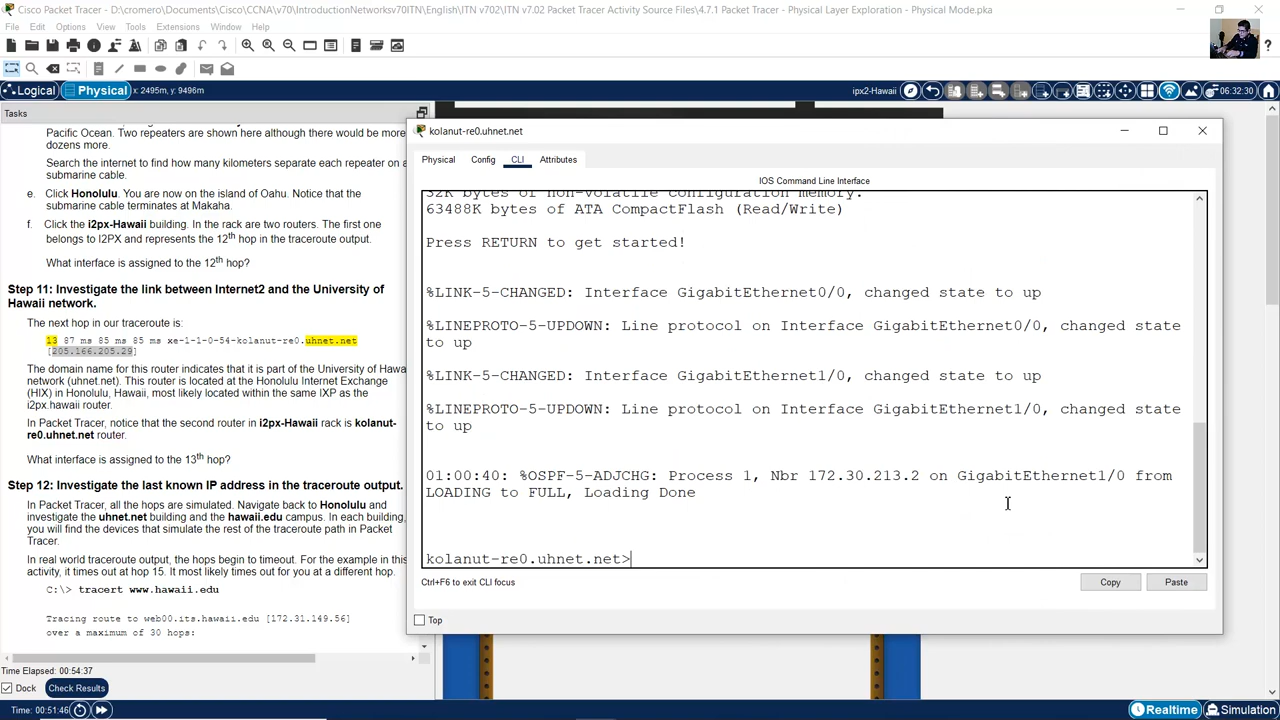 Cisco Packet Tracer - D:\cromero\Documents\Cisco\CCNA\v70\IntroductionNetworksv70ITN\English\ITN v702\ITN v7.02 Packet Tracer Activity Source Files\4.7.1 Packet Tracer - Physical Layer Exploration - Physical Mode.pka
File Edit Options View Tools Extensions Window Help
Logical Physical x: 2495m, y: 9496m ipx2-Hawaii 06:32:30
Tasks
Pacific Ocean. Two repeaters are shown here although there would be more
dozens more.
Search the internet to find how many kilometers separate each repeater on a
submarine cable.
e. Click Honolulu. You are now on the island of Oahu. Notice that the
submarine cable terminates at Makaha.
f. Click the i2px-Hawaii building. In the rack are two routers. The first one
belongs to I2PX and represents the 12th hop in the traceroute output.
What interface is assigned to the 12th hop?
Step 11: Investigate the link between Internet2 and the University of
Hawaii network.
The next hop in our traceroute is:
13 87 ms 85 ms 85 ms xe-1-1-0-54-kolanut-re0.uhnet.net
[205.166.205.29]
The domain name for this router indicates that it is part of the University of Hawa
network (uhnet.net). This router is located at the Honolulu Internet Exchange
(HIX) in Honolulu, Hawaii, most likely located within the same IXP as the
i2px.hawaii router.
In Packet Tracer, notice that the second router in i2px-Hawaii rack is kolanut-
re0.uhnet.net router.
What interface is assigned to the 13th hop?
Step 12: Investigate the last known IP address in the traceroute output.
In Packet Tracer, all the hops are simulated. Navigate back to Honolulu and
investigate the uhnet.net building and the hawaii.edu campus. In each building,
you will find the devices that simulate the rest of the traceroute path in Packet
Tracer.
In real world traceroute output, the hops begin to timeout. For the example in this
activity, it times out at hop 15. It most likely times out for you at a different hop.
C:\> tracert www.hawaii.edu
Tracing route to web00.its.hawaii.edu [172.31.149.56]
over a maximum of 30 hops:
Time Elapsed: 00:54:37
Dock Check Results
Time: 00:51:46
Realtime Simulation
kolanut-re0.uhnet.net
Physical Config CLI Attributes
IOS Command Line Interface
32K bytes of non-volatile configuration memory.
63488K bytes of ATA CompactFlash (Read/Write)
Press RETURN to get started!
%LINK-5-CHANGED: Interface GigabitEthernet0/0, changed state to up
%LINEPROTO-5-UPDOWN: Line protocol on Interface GigabitEthernet0/0, changed state
to up
%LINK-5-CHANGED: Interface GigabitEthernet1/0, changed state to up
%LINEPROTO-5-UPDOWN: Line protocol on Interface GigabitEthernet1/0, changed state
to up
01:00:40: %OSPF-5-ADJCHG: Process 1, Nbr 172.30.213.2 on GigabitEthernet1/0 from
LOADING to FULL, Loading Done
kolanut-re0.uhnet.net>
Ctrl+F6 to exit CLI focus
Copy Paste
Top